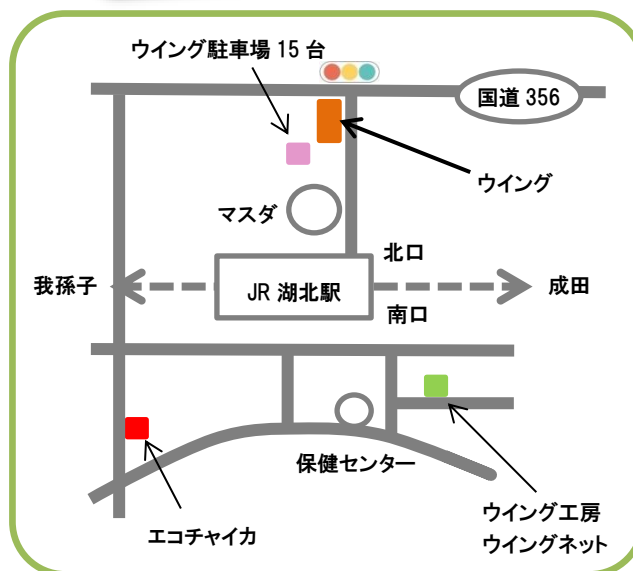 ウイング駐車場 15 台
国道 356
ウイング
マスダ
北口
我孫子
JR 湖北駅
成田
南口
保健センター
エコチャイカ
ウイング工房
ウイングネット